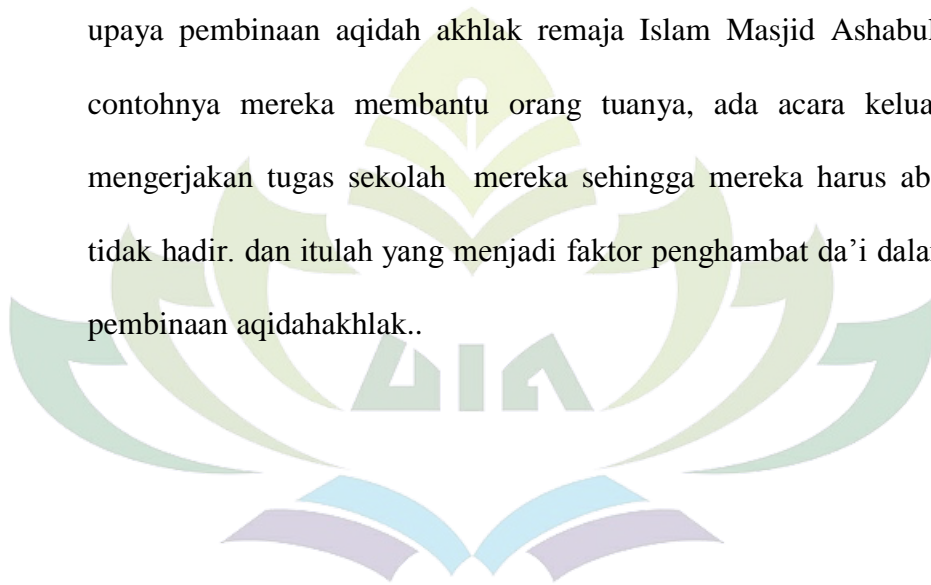 upaya pembinaan aqidah akhlak remaja Islam Masjid Ashabul
contohnya mereka membantu orang tuanya, ada acara kelua
mengerjakan tugas sekolah mereka sehingga mereka harus ab
tidak hadir. dan itulah yang menjadi faktor penghambat da’i dala
pembinaan aqidahakhlak..
UIN